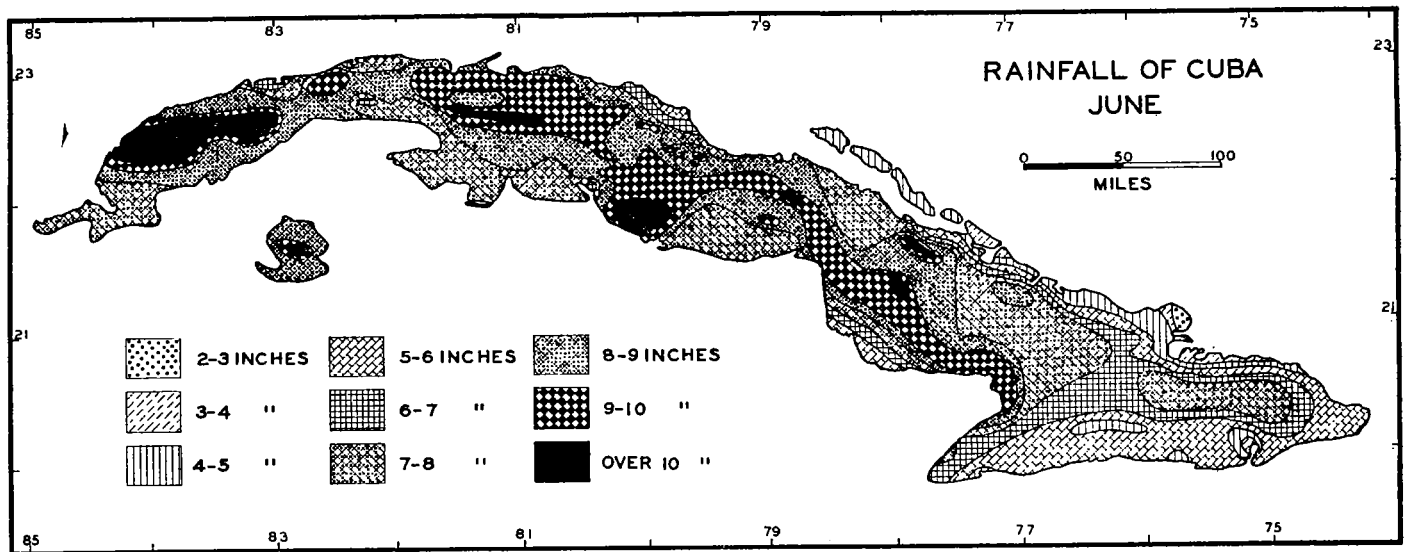 85 83 81 79 77 75
23 23
RAINFALL OF CUBA
JUNE
0 50 100
MILES
21 21
2-3 INCHES 5-6 INCHES 8-9 INCHES
3-4 " 6-7 " 9-10 "
4-5 " 7-8 " OVER 10 "
85 83 81 79 77 75